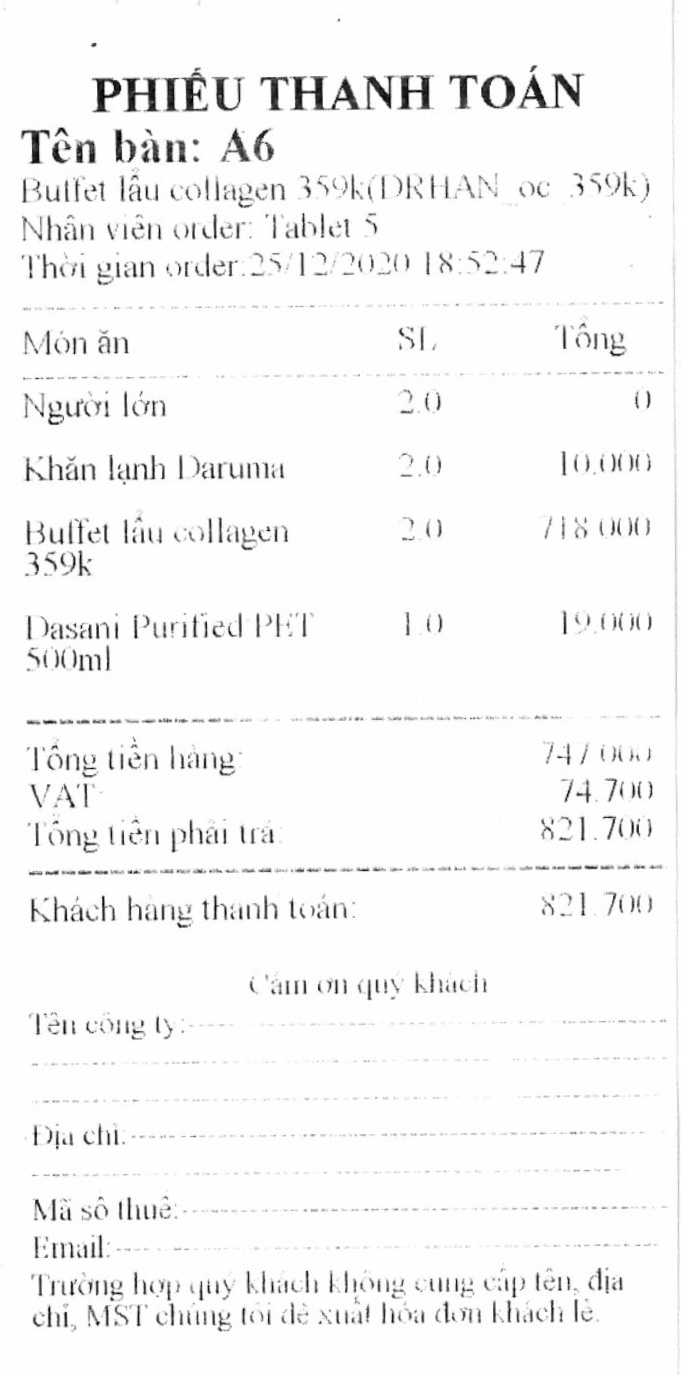 PHIẾU THANH TOÁN
Tên bàn: A6
Buffet lẩu collagen 359k(DRHAN_oc_359k)
Nhân viên order: Tablet 5
Thời gian order:25/12/2020 18:52:47
Món ăn SL Tổng
Người lớn 2.0 0
Khăn lạnh Daruma 2.0 10.000
Buffet lẩu collagen 2.0 718.000
359k
Dasani Purified PET 1.0 19.000
500ml
Tổng tiền hàng: 747.000
VAT: 74.700
Tổng tiền phải trả: 821.700
Khách hàng thanh toán: 821.700
Cám ơn quý khách
Tên công ty:
Địa chỉ:
Mã số thuế:
Email:
Trường hợp quý khách không cung cấp tên, địa
chỉ, MST chúng tôi đề xuất hóa đơn khách lẻ.